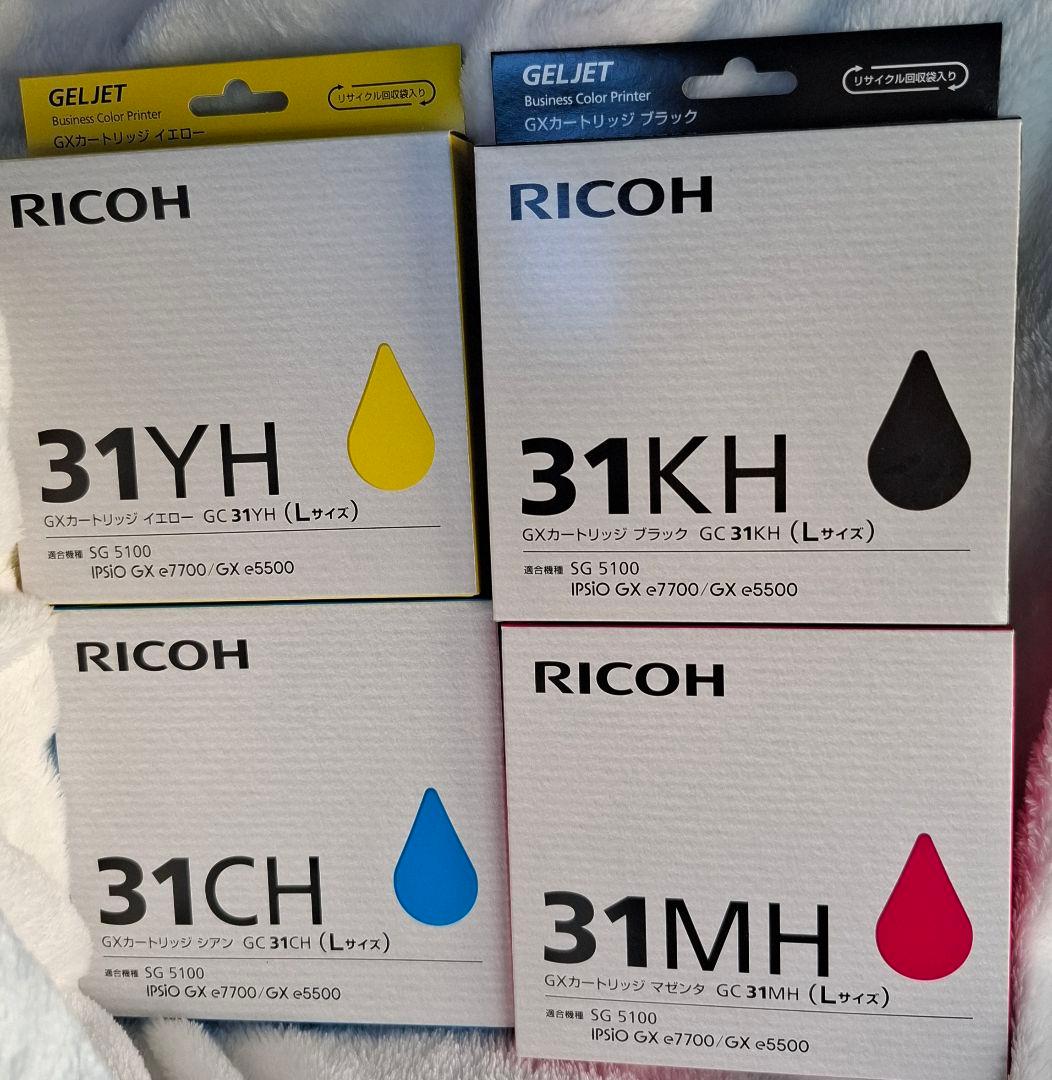 GELJET
Business Color Printer
GXカートリッジ イエロー
リサイクル回収袋入り
RICOH
31YH
GXカートリッジ イエロー GC 31YH (Lサイズ)
適合機種 SG 5100
IPSiO GX e7700/GX e5500
GELJET
Business Color Printer
GXカートリッジ ブラック
リサイクル回収袋入り
RICOH
31KH
GXカートリッジ ブラック GC 31KH (Lサイズ)
適合機種 SG 5100
IPSiO GX e7700/GX e5500
RICOH
31CH
GXカートリッジ シアン GC 31CH (Lサイズ)
適合機種 SG 5100
IPSiO GX e7700/GX e5500
RICOH
31MH
GXカートリッジ マゼンタ GC 31MH (Lサイズ)
適合機種 SG 5100
IPSiO GX e7700/GX e5500